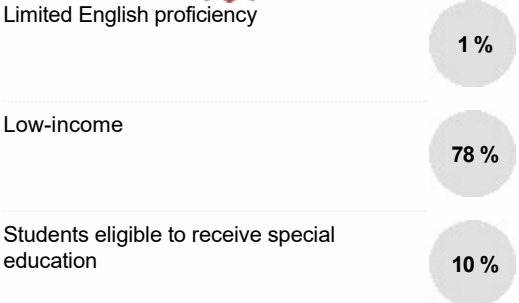 Limited English proficiency
1 %
Low-income
78 %
Students eligible to receive special
education
10 %